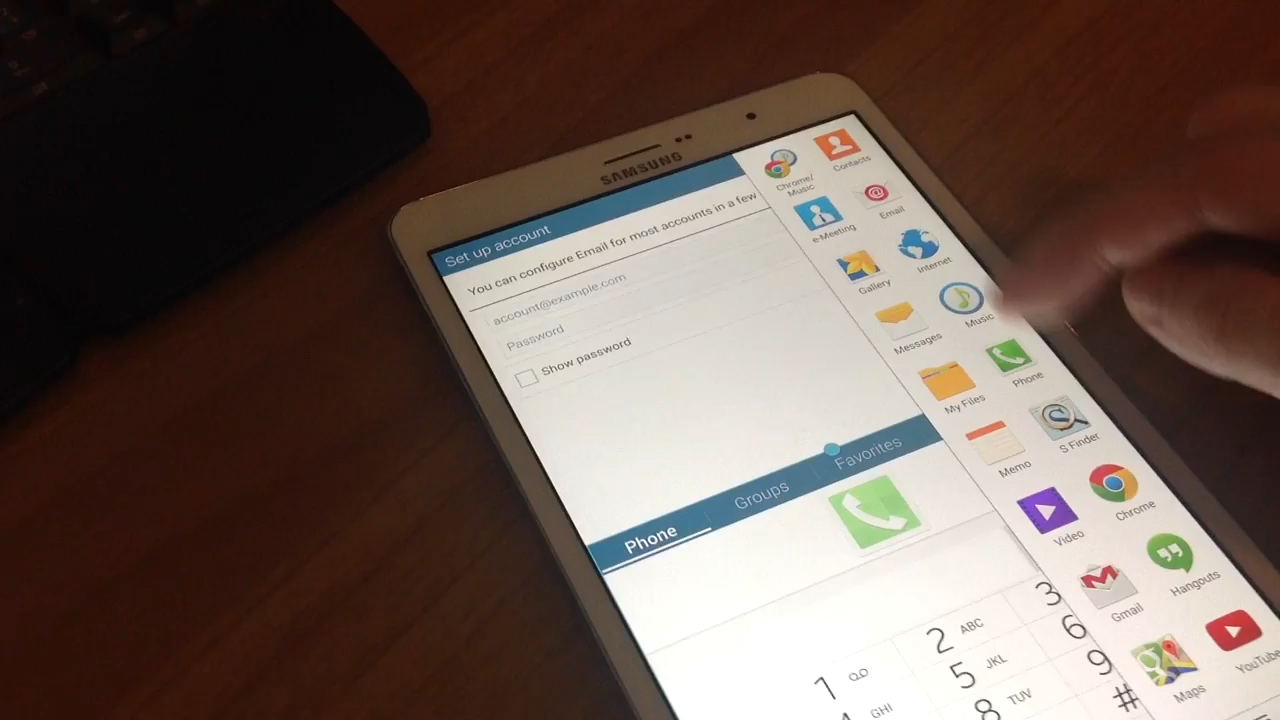 SAMSUNG
Set up account
You can configure Email for most accounts in a few
account@example.com
Password
Show password
Phone
Groups
Favorites
1
2 ABC
3
GHI
5 JKL
6
8 TUV
9
#
Chrome/
Music
Contacts
e-Meeting
Email
Gallery
Internet
Messages
Music
My Files
Phone
Memo
S Finder
Video
Chrome
Gmail
Hangouts
Maps
YouTube